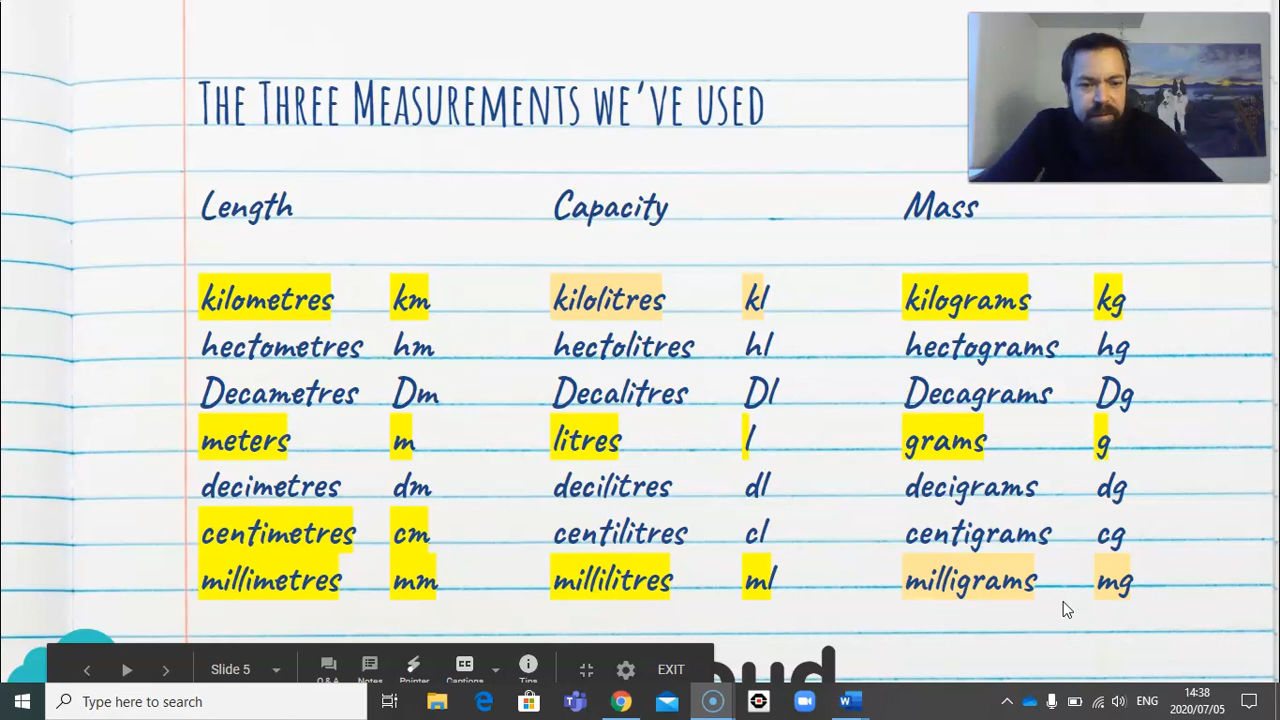 THE THREE MEASUREMENTS WE'VE USED
Length Capacity Mass
kilometres km kilolitres kl kilograms kg
hectometres hm hectolitres hl hectograms hg
Decametres Dm Decalitres Dl Decagrams Dg
meters m litres l grams g
decimetres dm decilitres dl decigrams dg
centimetres cm centilitres cl centigrams cg
millimetres mm millilitres ml milligrams mg
Slide 5 Notes Pointer Captions EXIT
Type here to search ENG 14:38
2020/07/05